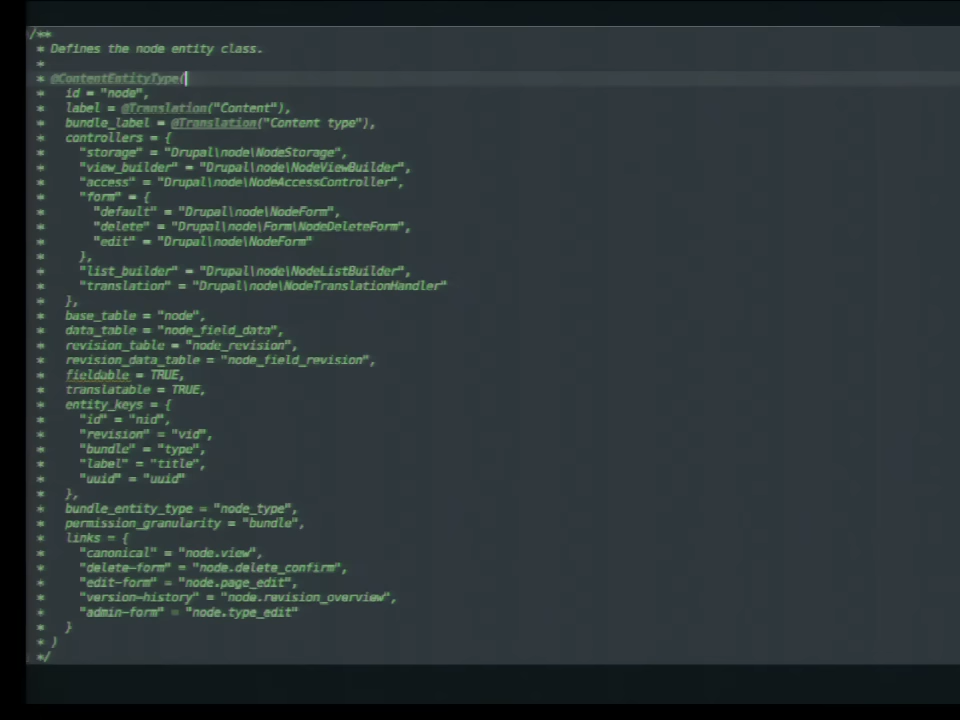 /**
* Defines the node entity class.
*
* @ContentEntityType(
*   id = "node",
*   label = @Translation("Content"),
*   bundle_label = @Translation("Content type"),
*   controllers = {
*     "storage" = "Drupal\node\NodeStorage",
*     "view_builder" = "Drupal\node\NodeViewBuilder",
*     "access" = "Drupal\node\NodeAccessController",
*     "form" = {
*       "default" = "Drupal\node\NodeForm",
*       "delete" = "Drupal\node\Form\NodeDeleteForm",
*       "edit" = "Drupal\node\NodeForm"
*     },
*     "list_builder" = "Drupal\node\NodeListBuilder",
*     "translation" = "Drupal\node\NodeTranslationHandler"
*   },
*   base_table = "node",
*   data_table = "node_field_data",
*   revision_table = "node_revision",
*   revision_data_table = "node_field_revision",
*   fieldable = TRUE,
*   translatable = TRUE,
*   entity_keys = {
*     "id" = "nid",
*     "revision" = "vid",
*     "bundle" = "type",
*     "label" = "title",
*     "uuid" = "uuid"
*   },
*   bundle_entity_type = "node_type",
*   permission_granularity = "bundle",
*   links = {
*     "canonical" = "node.view",
*     "delete-form" = "node.delete_confirm",
*     "edit-form" = "node.page_edit",
*     "version-history" = "node.revision_overview",
*     "admin-form" = "node.type_edit"
*   }
* )
*/